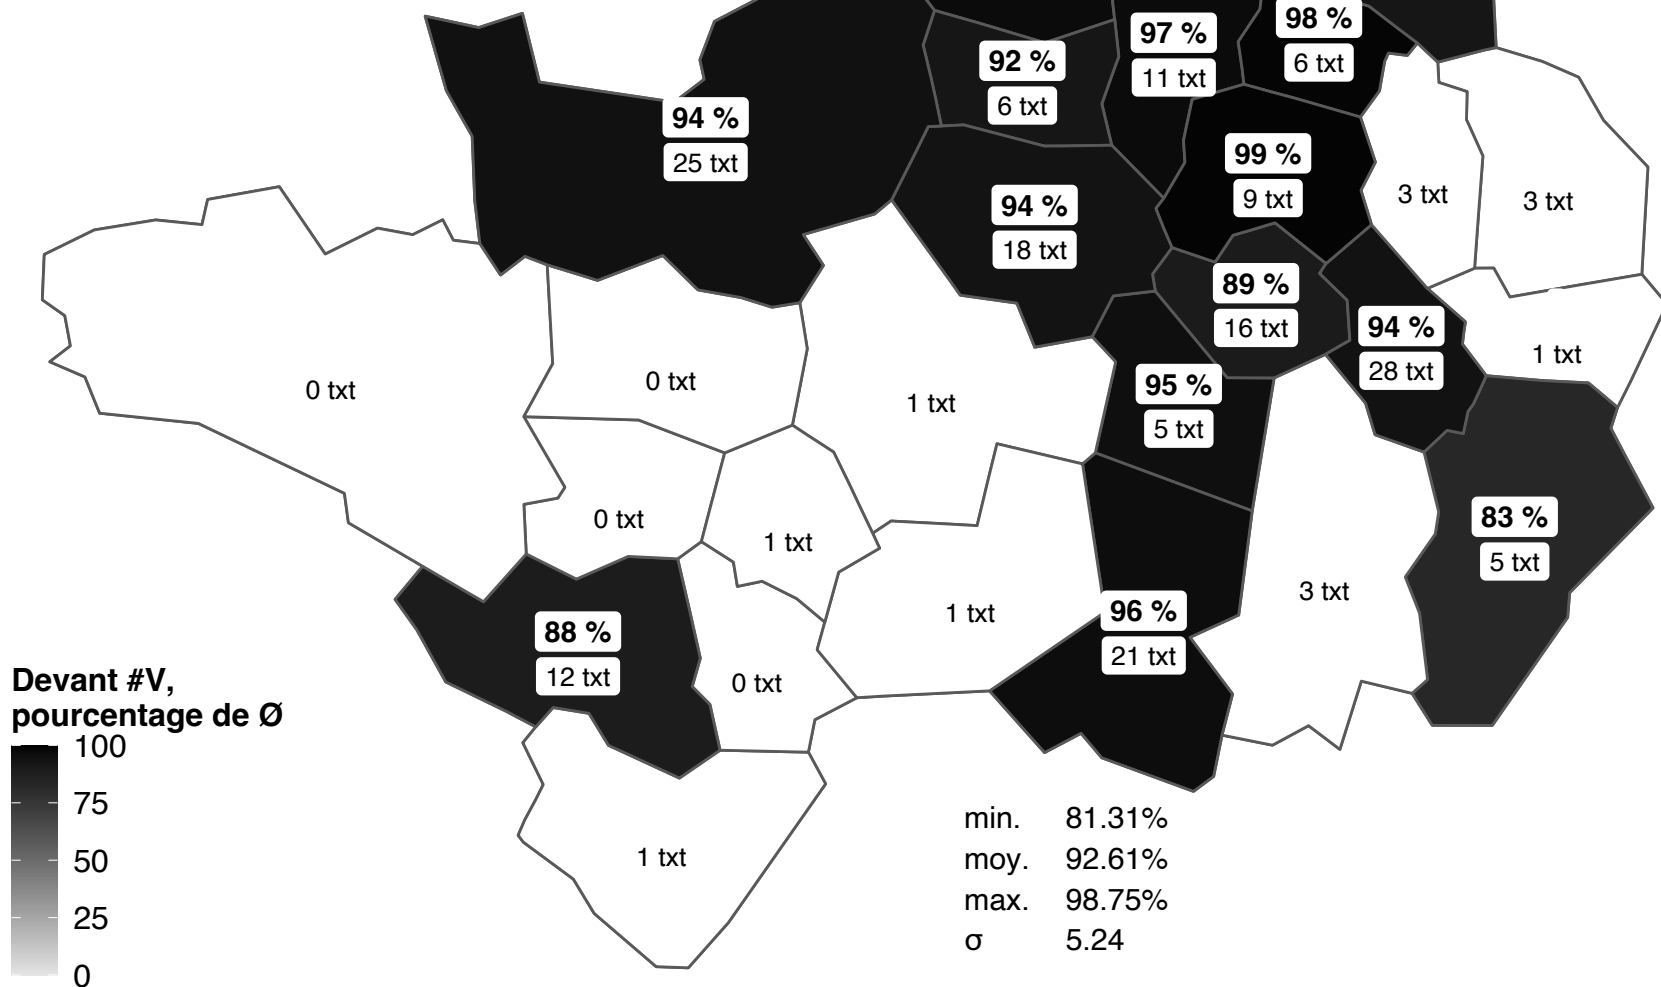 98 %
6 txt
97 %
11 txt
92 %
6 txt
94 %
25 txt
99 %
9 txt
3 txt
3 txt
94 %
18 txt
89 %
16 txt
94 %
28 txt
1 txt
0 txt
0 txt
1 txt
95 %
5 txt
0 txt
1 txt
83 %
5 txt
88 %
12 txt
0 txt
1 txt
96 %
21 txt
3 txt
1 txt
Devant #V,
pourcentage de Ø
100
75
50
25
0
min. 81.31%
moy. 92.61%
max. 98.75%
σ 5.24